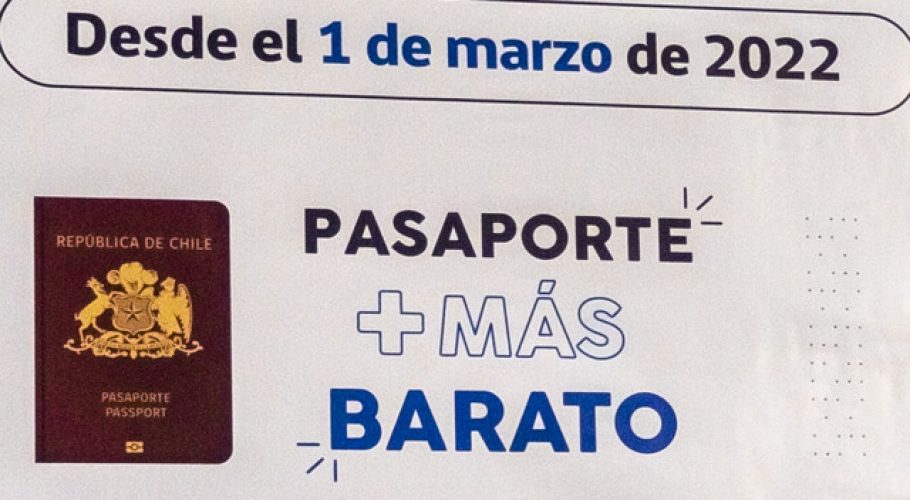 Desde el 1 de marzo de 2022
REPÚBLICA DE CHILE
PASAPORTE
PASSPORT
PASAPORTE
+MÁS
BARATO